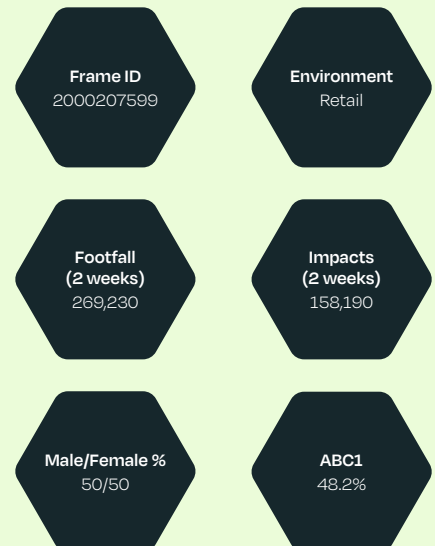 Frame ID
2000207599
Environment
Retail
Footfall
(2 weeks)
269,230
Impacts
(2 weeks)
158,190
Male/Female %
50/50
ABC1
48.2%